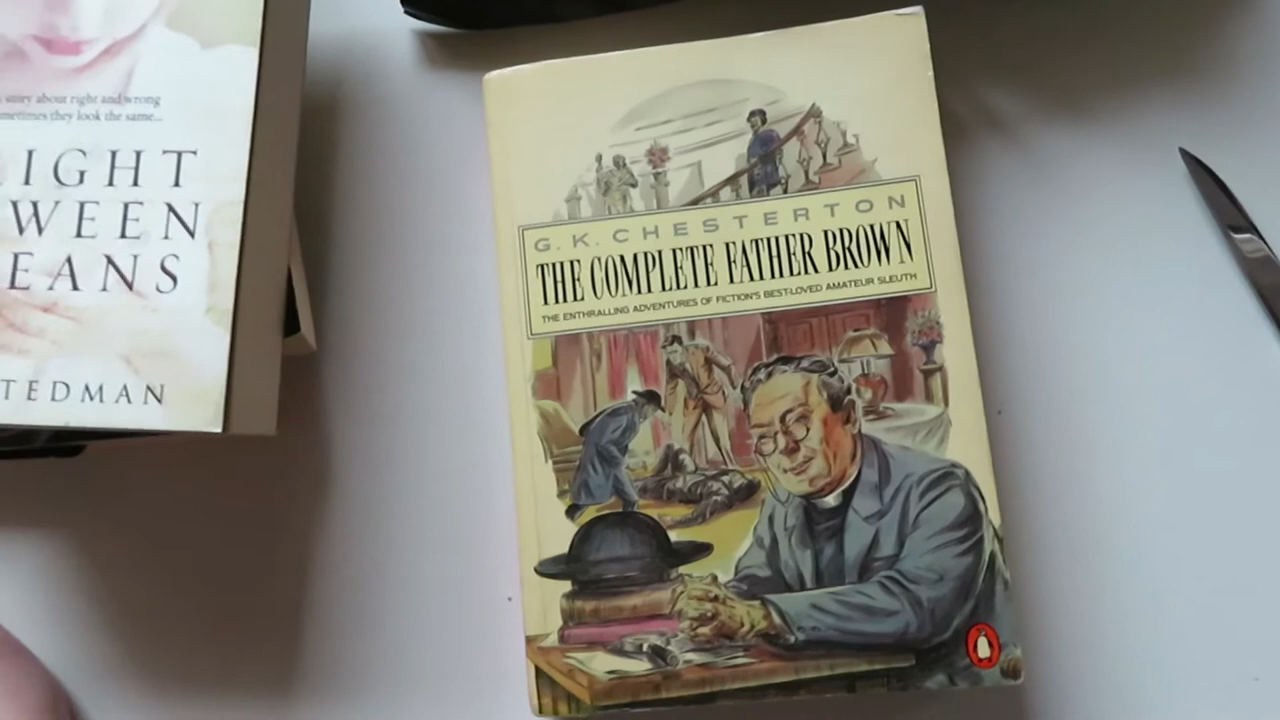 story about right and wrong
metimes they look the same...
IGHT
WEEN
EANS
TEDMAN
G.K. CHESTERTON
THE COMPLETE FATHER BROWN
THE ENTHRALLING ADVENTURES OF FICTION'S BEST-LOVED AMATEUR SLEUTH